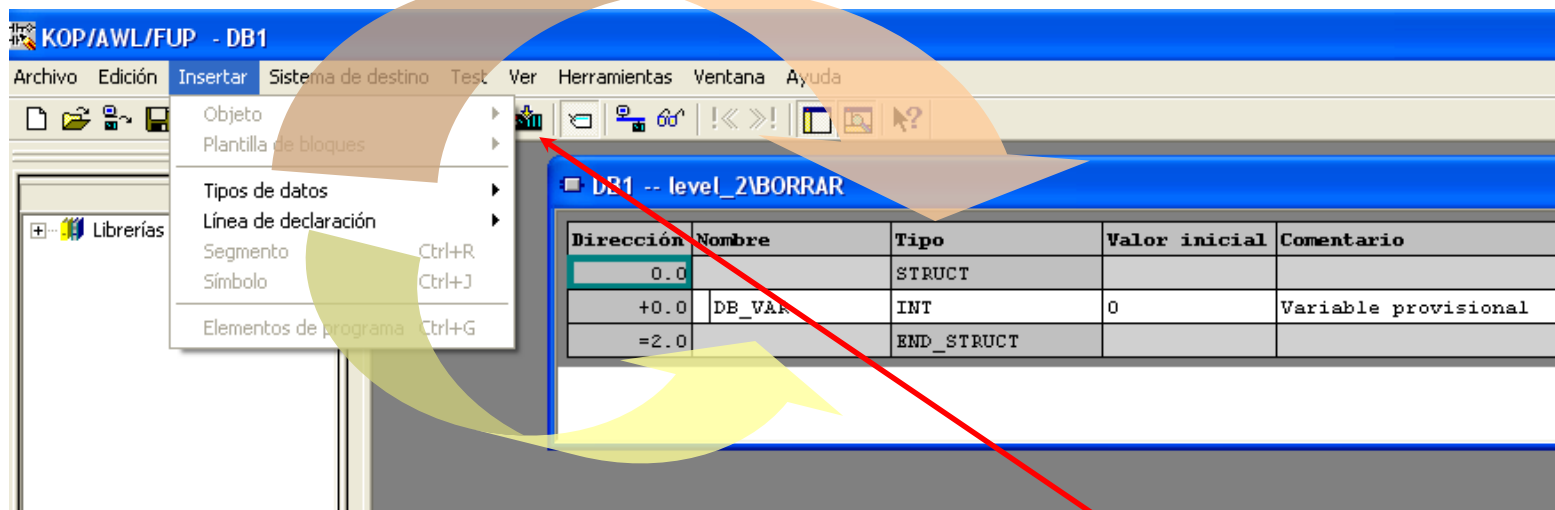 KOP/AWL/FUP - DB1
Archivo Edición Insertar Sistema de destino Test Ver Herramientas Ventana Ayuda
Objeto
Plantilla de bloques
Tipos de datos
Línea de declaración
Segmento Ctrl+R
Símbolo Ctrl+J
Elementos de programa Ctrl+G
Librerías
DB1 -- level_2\BORRAR
Dirección Nombre Tipo Valor inicial Comentario
0.0 STRUCT
+0.0 DB_VAR INT 0 Variable provisional
=2.0 END_STRUCT